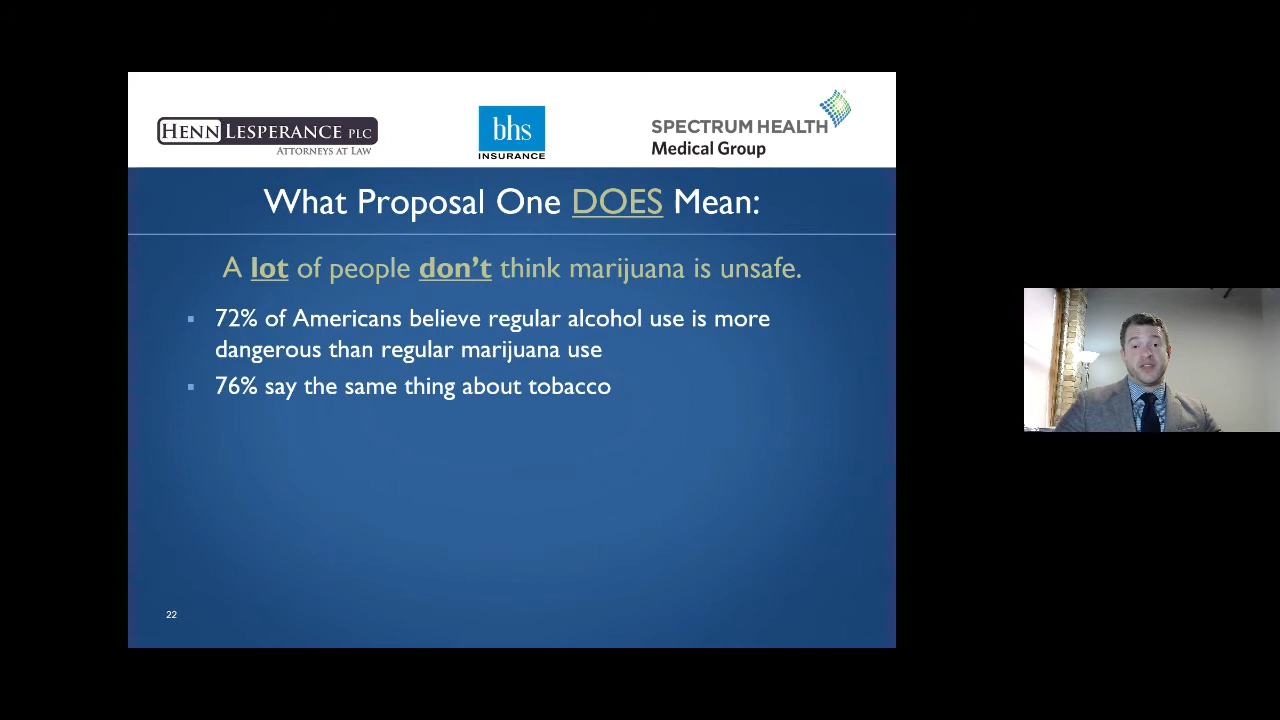 HENN LESPERANCE PLC
ATTORNEYS AT LAW
bhs
INSURANCE
SPECTRUM HEALTH
Medical Group
What Proposal One DOES Mean:
A lot of people don't think marijuana is unsafe.
▪ 72% of Americans believe regular alcohol use is more
dangerous than regular marijuana use
▪ 76% say the same thing about tobacco
22